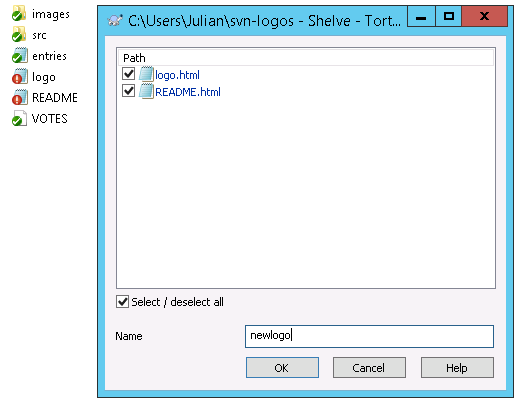 images
src
entries
logo
README
VOTES
C:\Users\Julian\svn-logos - Shelve - Tort...
Path
logo.html
README.html
Select / deselect all
Name
newlogo
OK
Cancel
Help